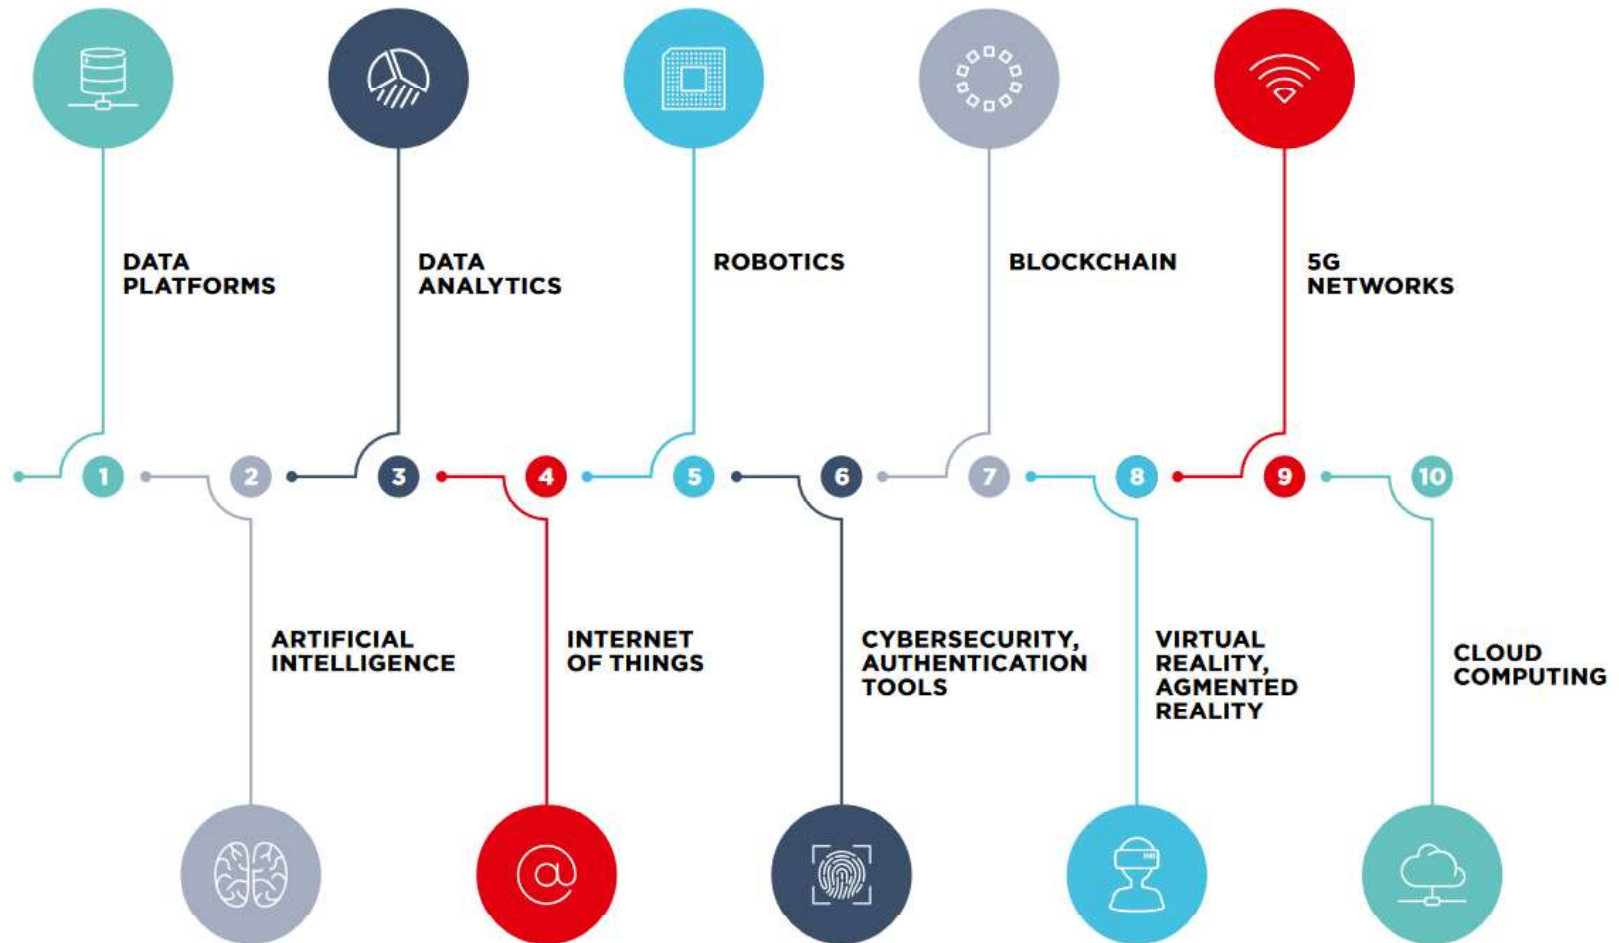 DATA
PLATFORMS
DATA
ANALYTICS
ROBOTICS
BLOCKCHAIN
5G
NETWORKS
1
2
3
4
5
6
7
8
9
10
ARTIFICIAL
INTELLIGENCE
INTERNET
OF THINGS
CYBERSECURITY,
AUTHENTICATION
TOOLS
VIRTUAL
REALITY,
AGMENTED
REALITY
CLOUD
COMPUTING
@